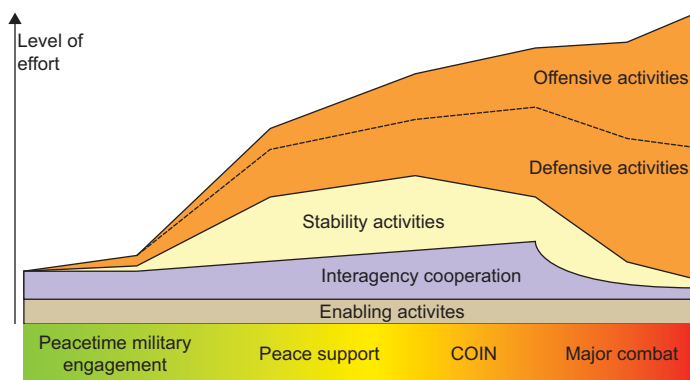 Level of
effort
Offensive activities
Defensive activities
Stability activities
Interagency cooperation
Enabling activites
Peacetime military
engagement
Peace support
COIN
Major combat